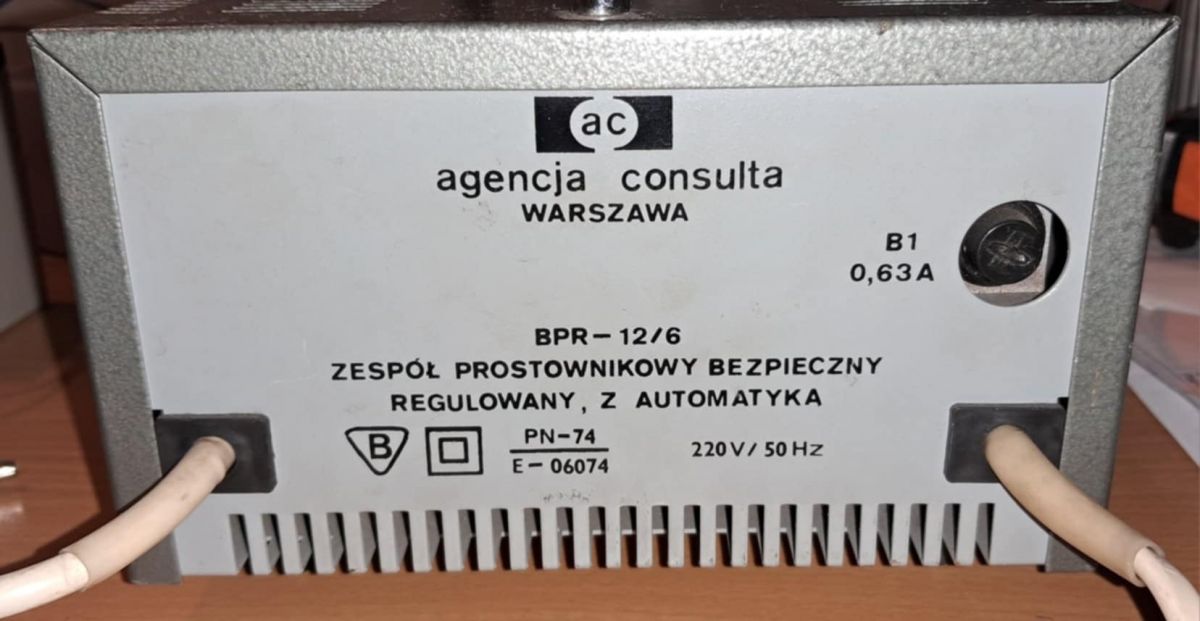 ac
agencja consulta
WARSZAWA
B1
0,63A
BPR-12/6
ZESPÓŁ PROSTOWNIKOWY BEZPIECZNY
REGULOWANY, Z AUTOMATYKA
B PN-74 220V/50Hz
E-06074